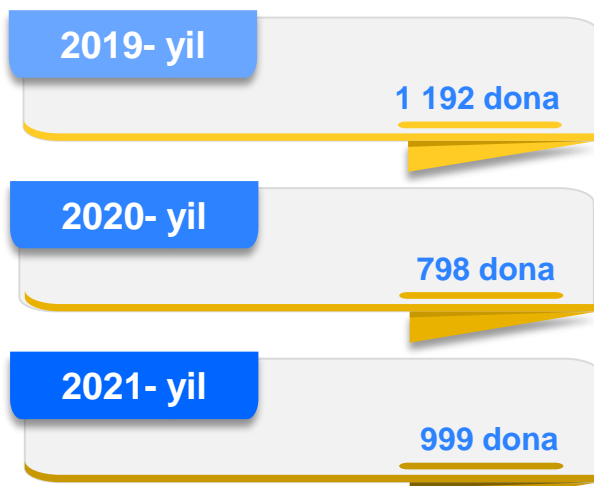 2019- yil
1 192 dona
2020- yil
798 dona
2021- yil
999 dona